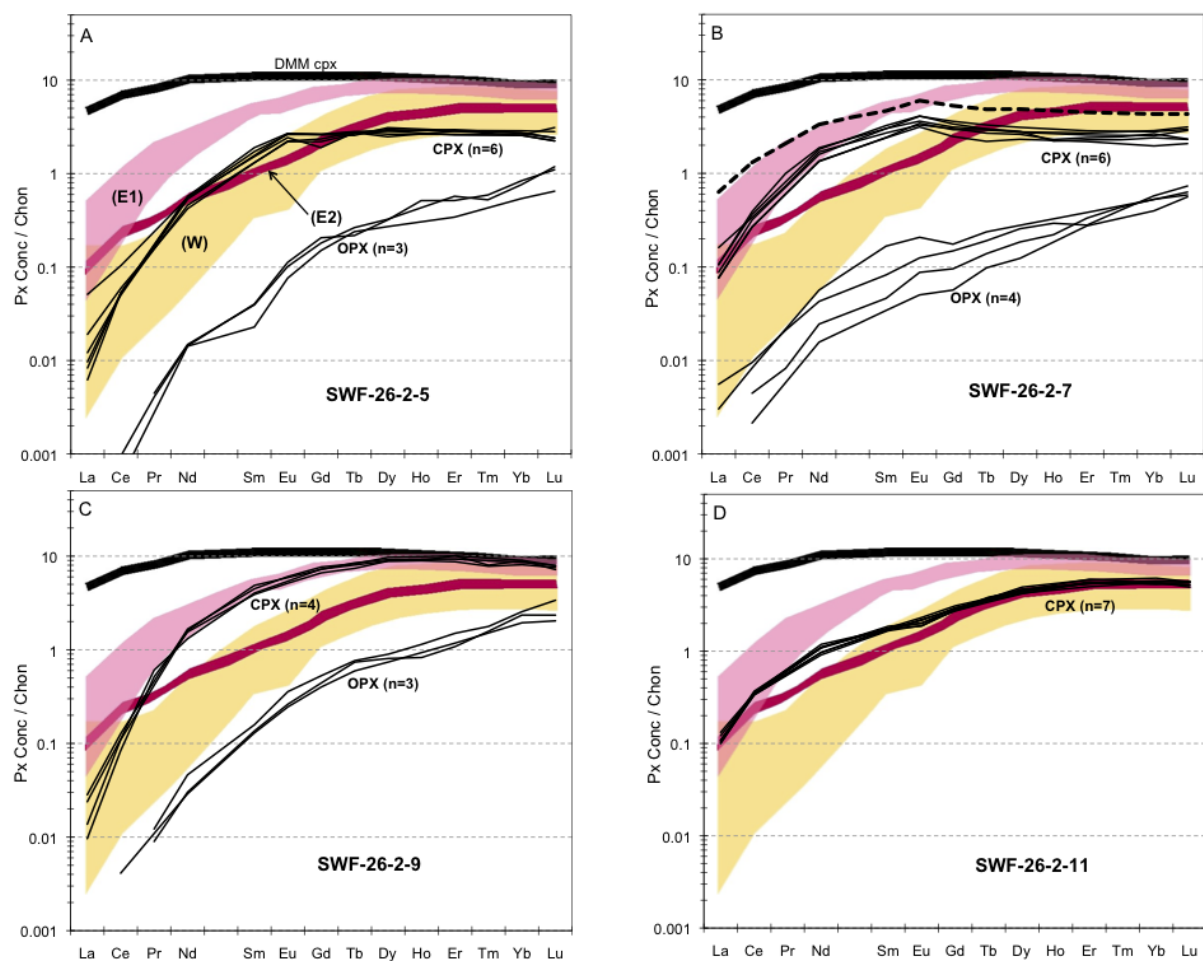 A
10
1
0.1
0.01
0.001
Px Conc / Chon
DMM cpx
(E1)
(W)
(E2)
CPX (n=6)
OPX (n=3)
SWF-26-2-5
La Ce Pr Nd Sm Eu Gd Tb Dy Ho Er Tm Yb Lu
B
10
1
0.1
0.01
0.001
Px Conc / Chon
CPX (n=6)
OPX (n=4)
SWF-26-2-7
La Ce Pr Nd Sm Eu Gd Tb Dy Ho Er Tm Yb Lu
C
10
1
0.1
0.01
0.001
Px Conc / Chon
CPX (n=4)
OPX (n=3)
SWF-26-2-9
La Ce Pr Nd Sm Eu Gd Tb Dy Ho Er Tm Yb Lu
D
10
1
0.1
0.01
0.001
Px Conc / Chon
CPX (n=7)
SWF-26-2-11
La Ce Pr Nd Sm Eu Gd Tb Dy Ho Er Tm Yb Lu